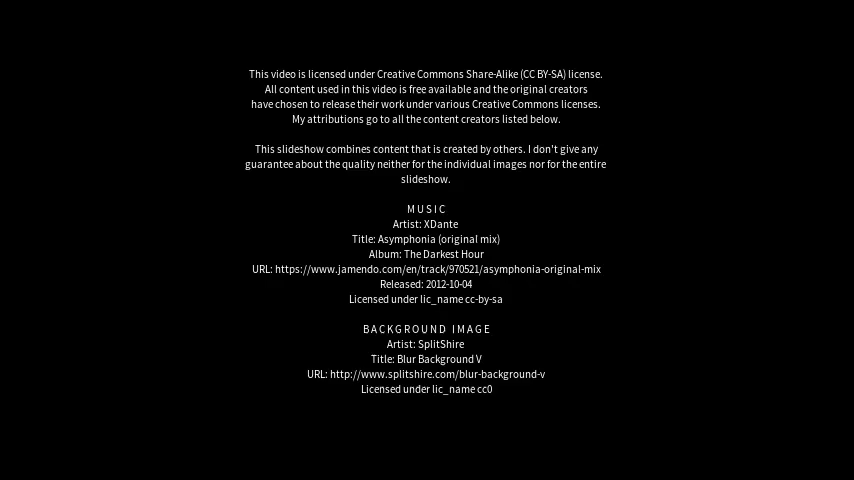 This video is licensed under Creative Commons Share-Alike (CC BY-SA) license.
All content used in this video is free available and the original creators
have chosen to release their work under various Creative Commons licenses.
My attributions go to all the content creators listed below.
This slideshow combines content that is created by others. I don't give any
guarantee about the quality neither for the individual images nor for the entire
slideshow.
MUSIC
Artist: XDante
Title: Asymphonia (original mix)
Album: The Darkest Hour
URL: https://www.jamendo.com/en/track/970521/asymphonia-original-mix
Released: 2012-10-04
Licensed under lic_name cc-by-sa
BACKGROUND IMAGE
Artist: SplitShire
Title: Blur Background V
URL: http://www.splitshire.com/blur-background-v
Licensed under lic_name cc0